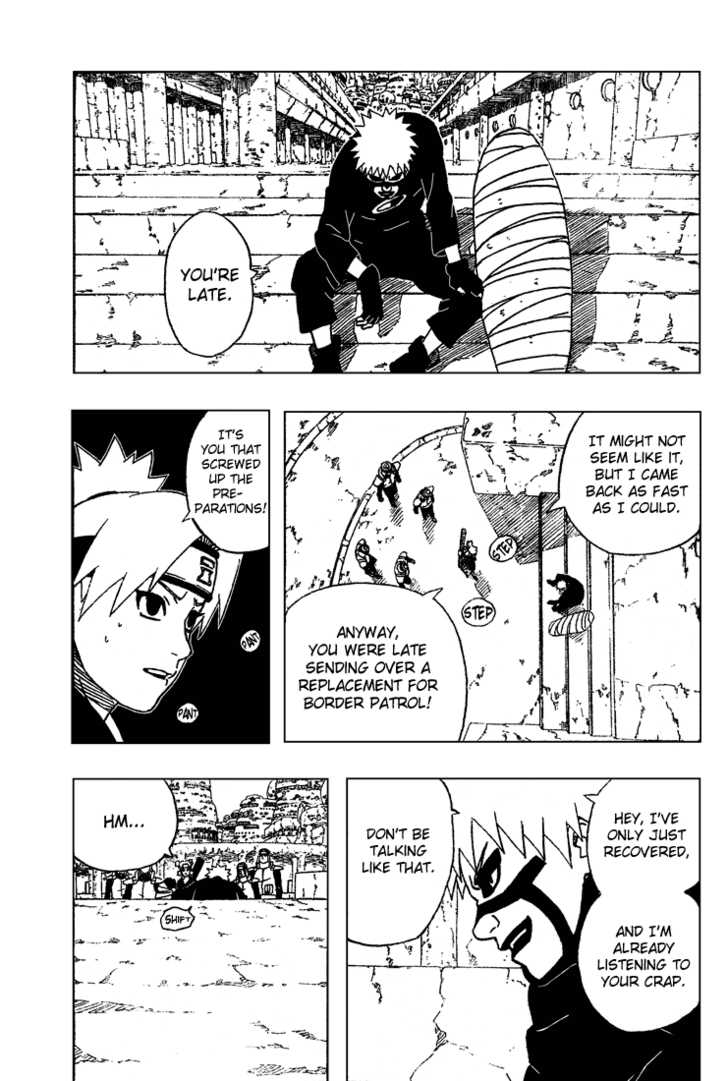 YOU'RE
LATE.
IT MIGHT NOT
SEEM LIKE IT,
BUT I CAME
BACK AS FAST
AS I COULD.
STEP
STEP
ANYWAY,
YOU WERE LATE
SENDING OVER A
REPLACEMENT FOR
BORDER PATROL!
IT'S
YOU THAT
SCREWED
UP THE
PRE-
PARATIONS!
PANT
PANT
HEY, I'VE
ONLY JUST
RECOVERED,
AND I'M
ALREADY
LISTENING TO
YOUR CRAP.
DON'T BE
TALKING
LIKE THAT.
HM...
SHIFT